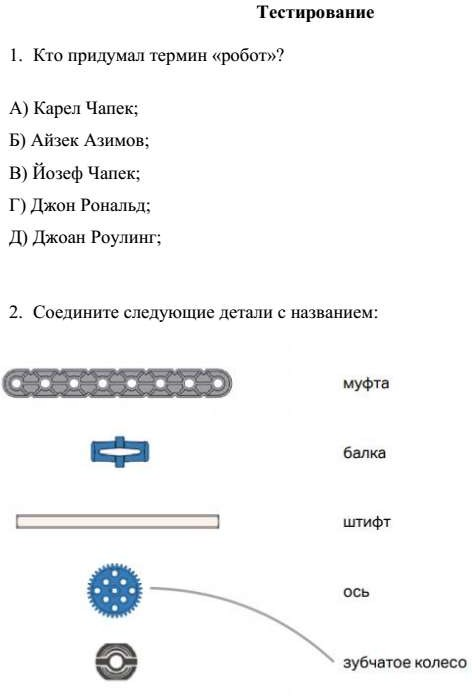 Тестирование
1. Кто придумал термин «робот»?
А) Карел Чапек;
Б) Айзек Азимов;
В) Йозеф Чапек;
Г) Джон Рональд;
Д) Джоан Роулинг;
2. Соедините следующие детали с названием:
муфта
балка
штифт
ось
зубчатое колесо